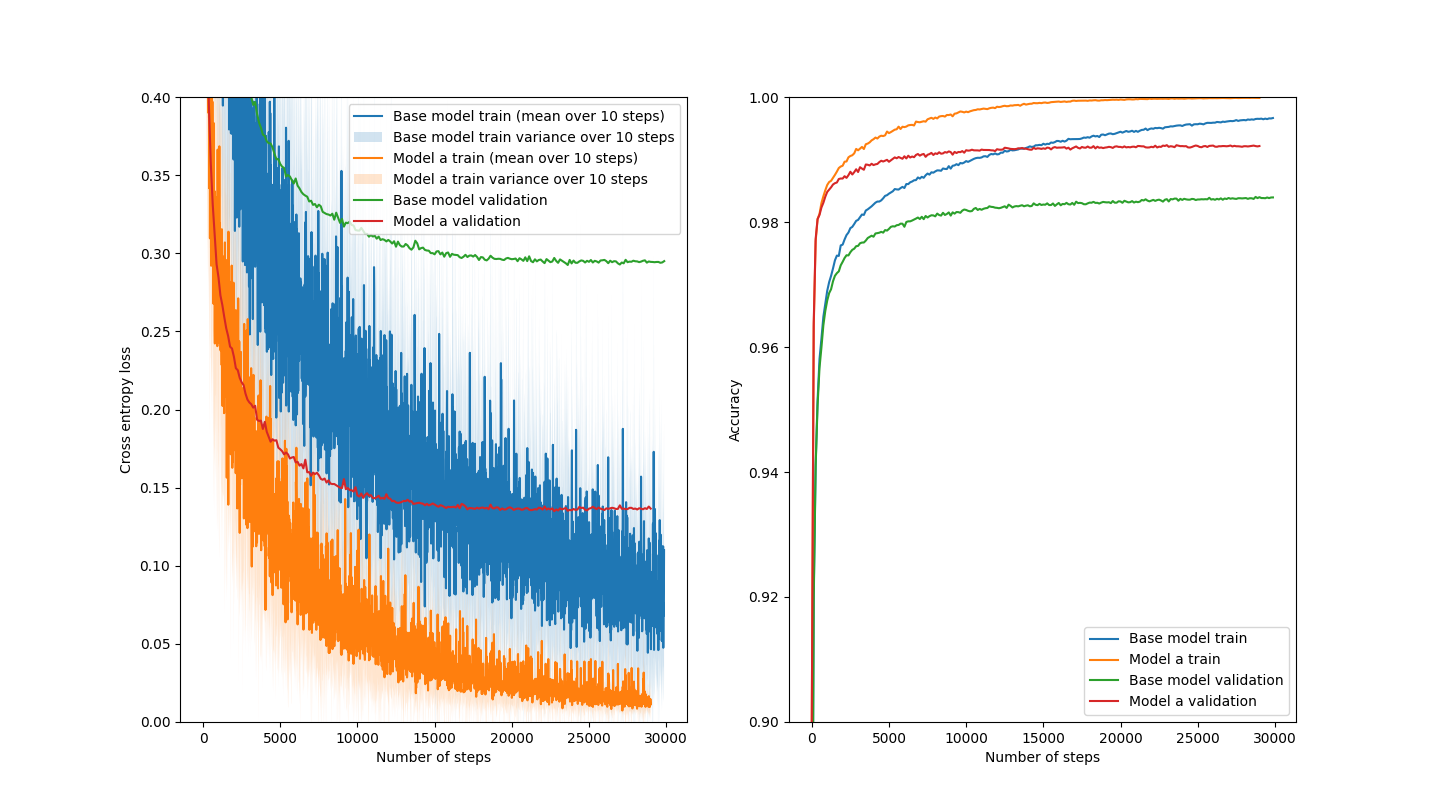 0.40
0.35
0.30
0.25
0.20
0.15
0.10
0.05
0.00
Cross entropy loss
0
5000
10000
15000
20000
25000
30000
Number of steps
Base model train (mean over 10 steps)
Base model train variance over 10 steps
Model a train (mean over 10 steps)
Model a train variance over 10 steps
Base model validation
Model a validation
1.00
0.98
0.96
0.94
0.92
0.90
Accuracy
0
5000
10000
15000
20000
25000
30000
Number of steps
Base model train
Model a train
Base model validation
Model a validation